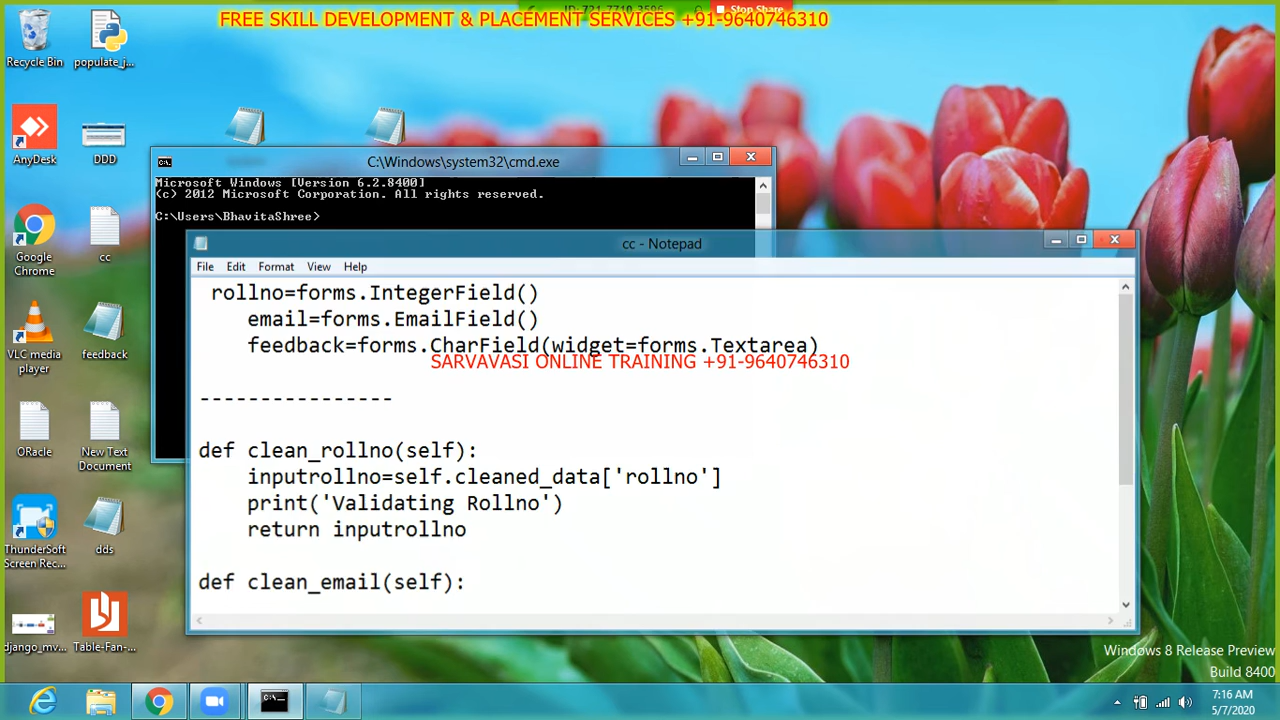 FREE SKILL DEVELOPMENT & PLACEMENT SERVICES +91-9640746310
Stop Share
Recycle Bin
populate_j...
AnyDesk
DDD
Google Chrome
cc
VLC media player
feedback
ORacle
New Text Document
ThunderSoft Screen Rec...
dds
django_mv...
Table-Fan-...
C:\Windows\system32\cmd.exe
Microsoft Windows [Version 6.2.8400]
(c) 2012 Microsoft Corporation. All rights reserved.
C:\Users\BhavitaShree>
cc - Notepad
File Edit Format View Help
rollno=forms.IntegerField()
email=forms.EmailField()
feedback=forms.CharField(widget=forms.Textarea)
SARVAVASI ONLINE TRAINING +91-9640746310
----------------
def clean_rollno(self):
inputrollno=self.cleaned_data['rollno']
print('Validating Rollno')
return inputrollno
def clean_email(self):
Windows 8 Release Preview
Build 8400
7:16 AM
5/7/2020